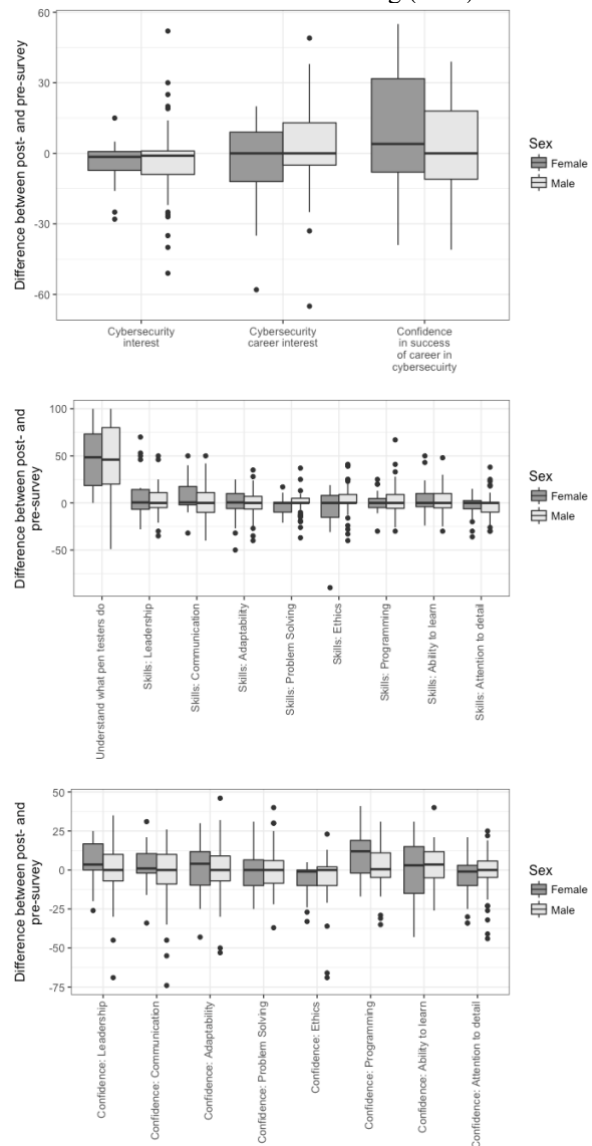 60
30
0
-30
-60
Difference between post- and pre-survey
Cybersecurity
interest
Cybersecurity
career interest
Confidence
in success
of career in
cybersecuirty
Sex
Female
Male
100
50
0
-50
Difference between post- and
pre-survey
Understand what pen testers do
Skills: Leadership
Skills: Communication
Skills: Adaptability
Skills: Problem Solving
Skills: Ethics
Skills: Programming
Skills: Ability to learn
Skills: Attention to detail
Sex
Female
Male
50
25
0
-25
-50
-75
Difference between post- and
pre-survey
Confidence: Leadership
Confidence: Communication
Confidence: Adaptability
Confidence: Problem Solving
Confidence: Ethics
Confidence: Programming
Confidence: Ability to learn
Confidence: Attention to detail
Sex
Female
Male